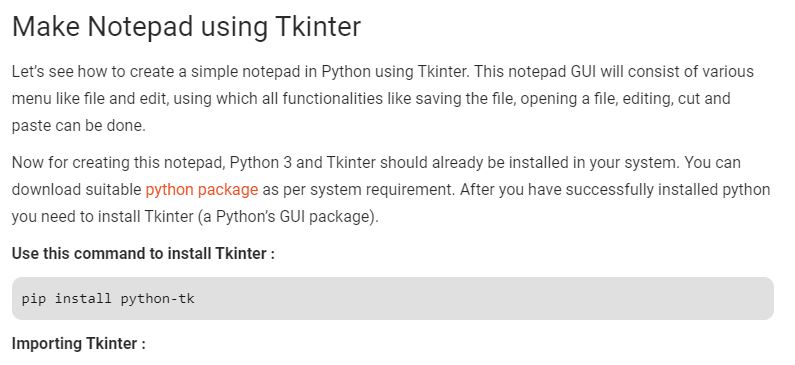 Make Notepad using Tkinter
Let’s see how to create a simple notepad in Python using Tkinter. This notepad GUI will consist of various
menu like file and edit, using which all functionalities like saving the file, opening a file, editing, cut and
paste can be done.
Now for creating this notepad, Python 3 and Tkinter should already be installed in your system. You can
download suitable python package as per system requirement. After you have successfully installed python
you need to install Tkinter (a Python’s GUI package).
Use this command to install Tkinter :
pip install python-tk
Importing Tkinter :